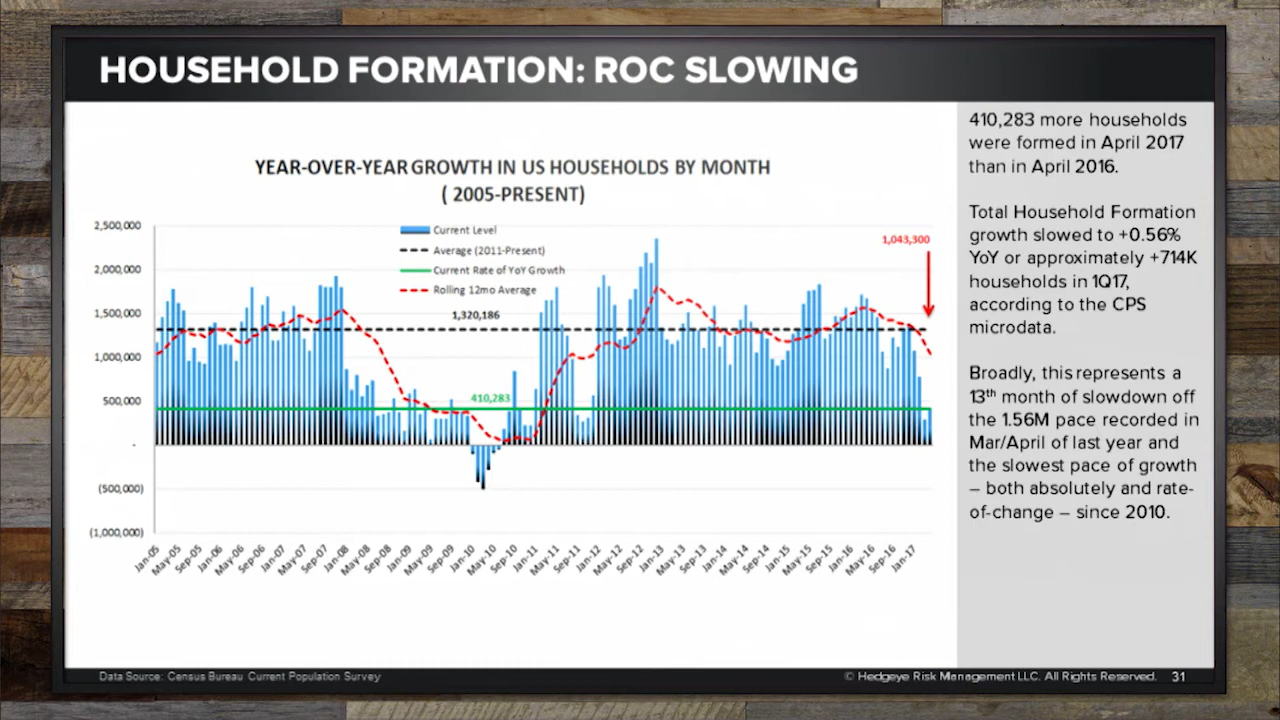 HOUSEHOLD FORMATION: ROC SLOWING
YEAR-OVER-YEAR GROWTH IN US HOUSEHOLDS BY MONTH
( 2005-PRESENT)
2,500,000
2,000,000
1,500,000
1,000,000
500,000
-
(500,000)
(1,000,000)
Current Level
Average (2011-Present)
Current Rate of YoY Growth
Rolling 12mo Average
1,320,186
410,283
1,043,300
Jan-05
May-05
Sep-05
Jan-06
May-06
Sep-06
Jan-07
May-07
Sep-07
Jan-08
May-08
Sep-08
Jan-09
May-09
Sep-09
Jan-10
May-10
Sep-10
Jan-11
May-11
Sep-11
Jan-12
May-12
Sep-12
Jan-13
May-13
Sep-13
Jan-14
May-14
Sep-14
Jan-15
May-15
Sep-15
Jan-16
May-16
Sep-16
Jan-17
410,283 more households
were formed in April 2017
than in April 2016.
Total Household Formation
growth slowed to +0.56%
YoY or approximately +714K
households in 1Q17,
according to the CPS
microdata.
Broadly, this represents a
13th month of slowdown off
the 1.56M pace recorded in
Mar/April of last year and
the slowest pace of growth
– both absolutely and rate-
of-change – since 2010.
Data Source: Census Bureau Current Population Survey
© Hedgeye Risk Management LLC. All Rights Reserved. 31